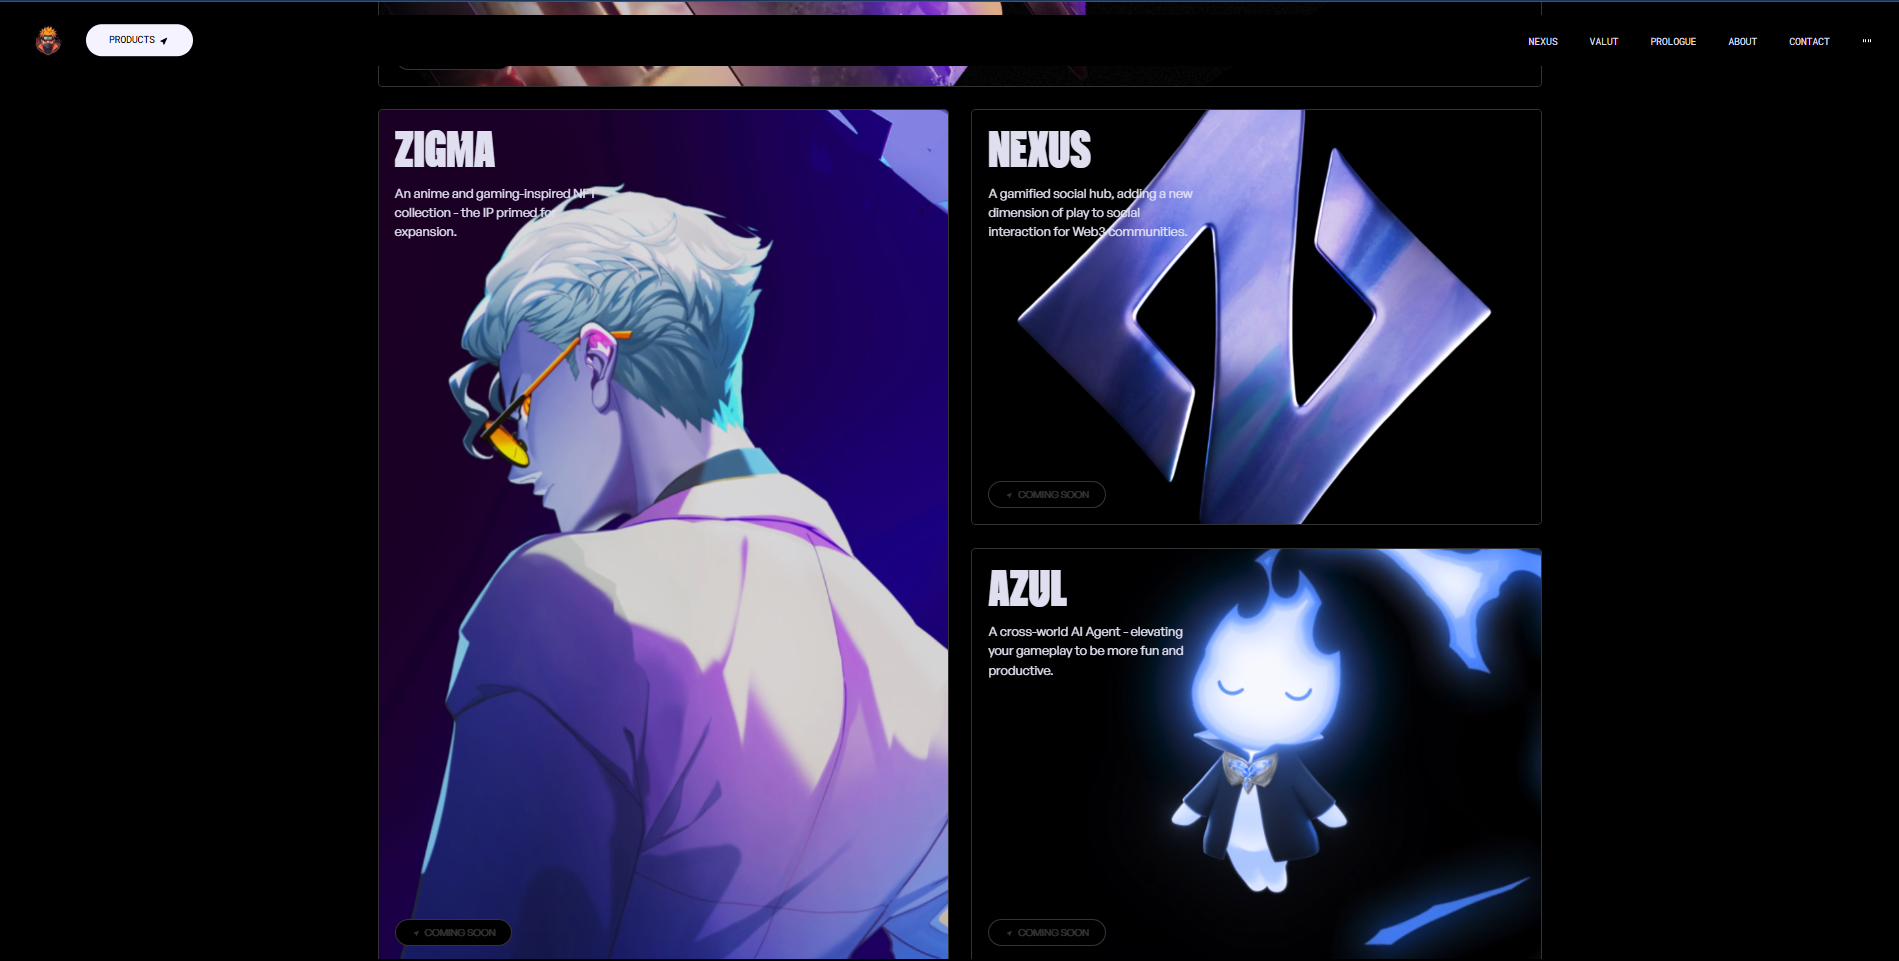 PRODUCTS
NEXUS
VALUT
PROLOGUE
ABOUT
CONTACT
ZIGMA
An anime and gaming-inspired NFT
collection - the IP primed for
expansion.
COMING SOON
NEXUS
A gamified social hub, adding a new
dimension of play to social
interaction for Web3 communities.
COMING SOON
AZUL
A cross-world AI Agent - elevating
your gameplay to be more fun and
productive.
COMING SOON